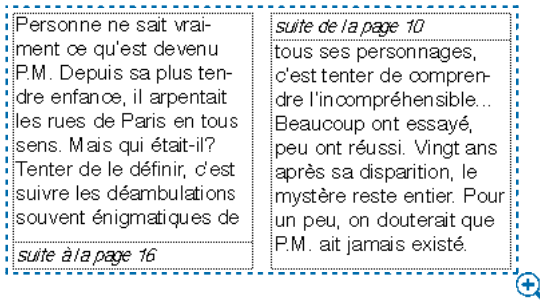 Personne ne sait vrai-
ment ce qu'est devenu
P.M. Depuis sa plus ten-
dre enfance, il arpentait
les rues de Paris en tous
sens. Mais qui était-il?
Tenter de le définir, c'est
suivre les déambulations
souvent énigmatiques de
suite à la page 16
suite de la page 10
tous ses personnages,
c'est tenter de compren-
dre l'incompréhensible...
Beaucoup ont essayé,
peu ont réussi. Vingt ans
après sa disparition, le
mystère reste entier. Pour
un peu, on douterait que
P.M. ait jamais existé.